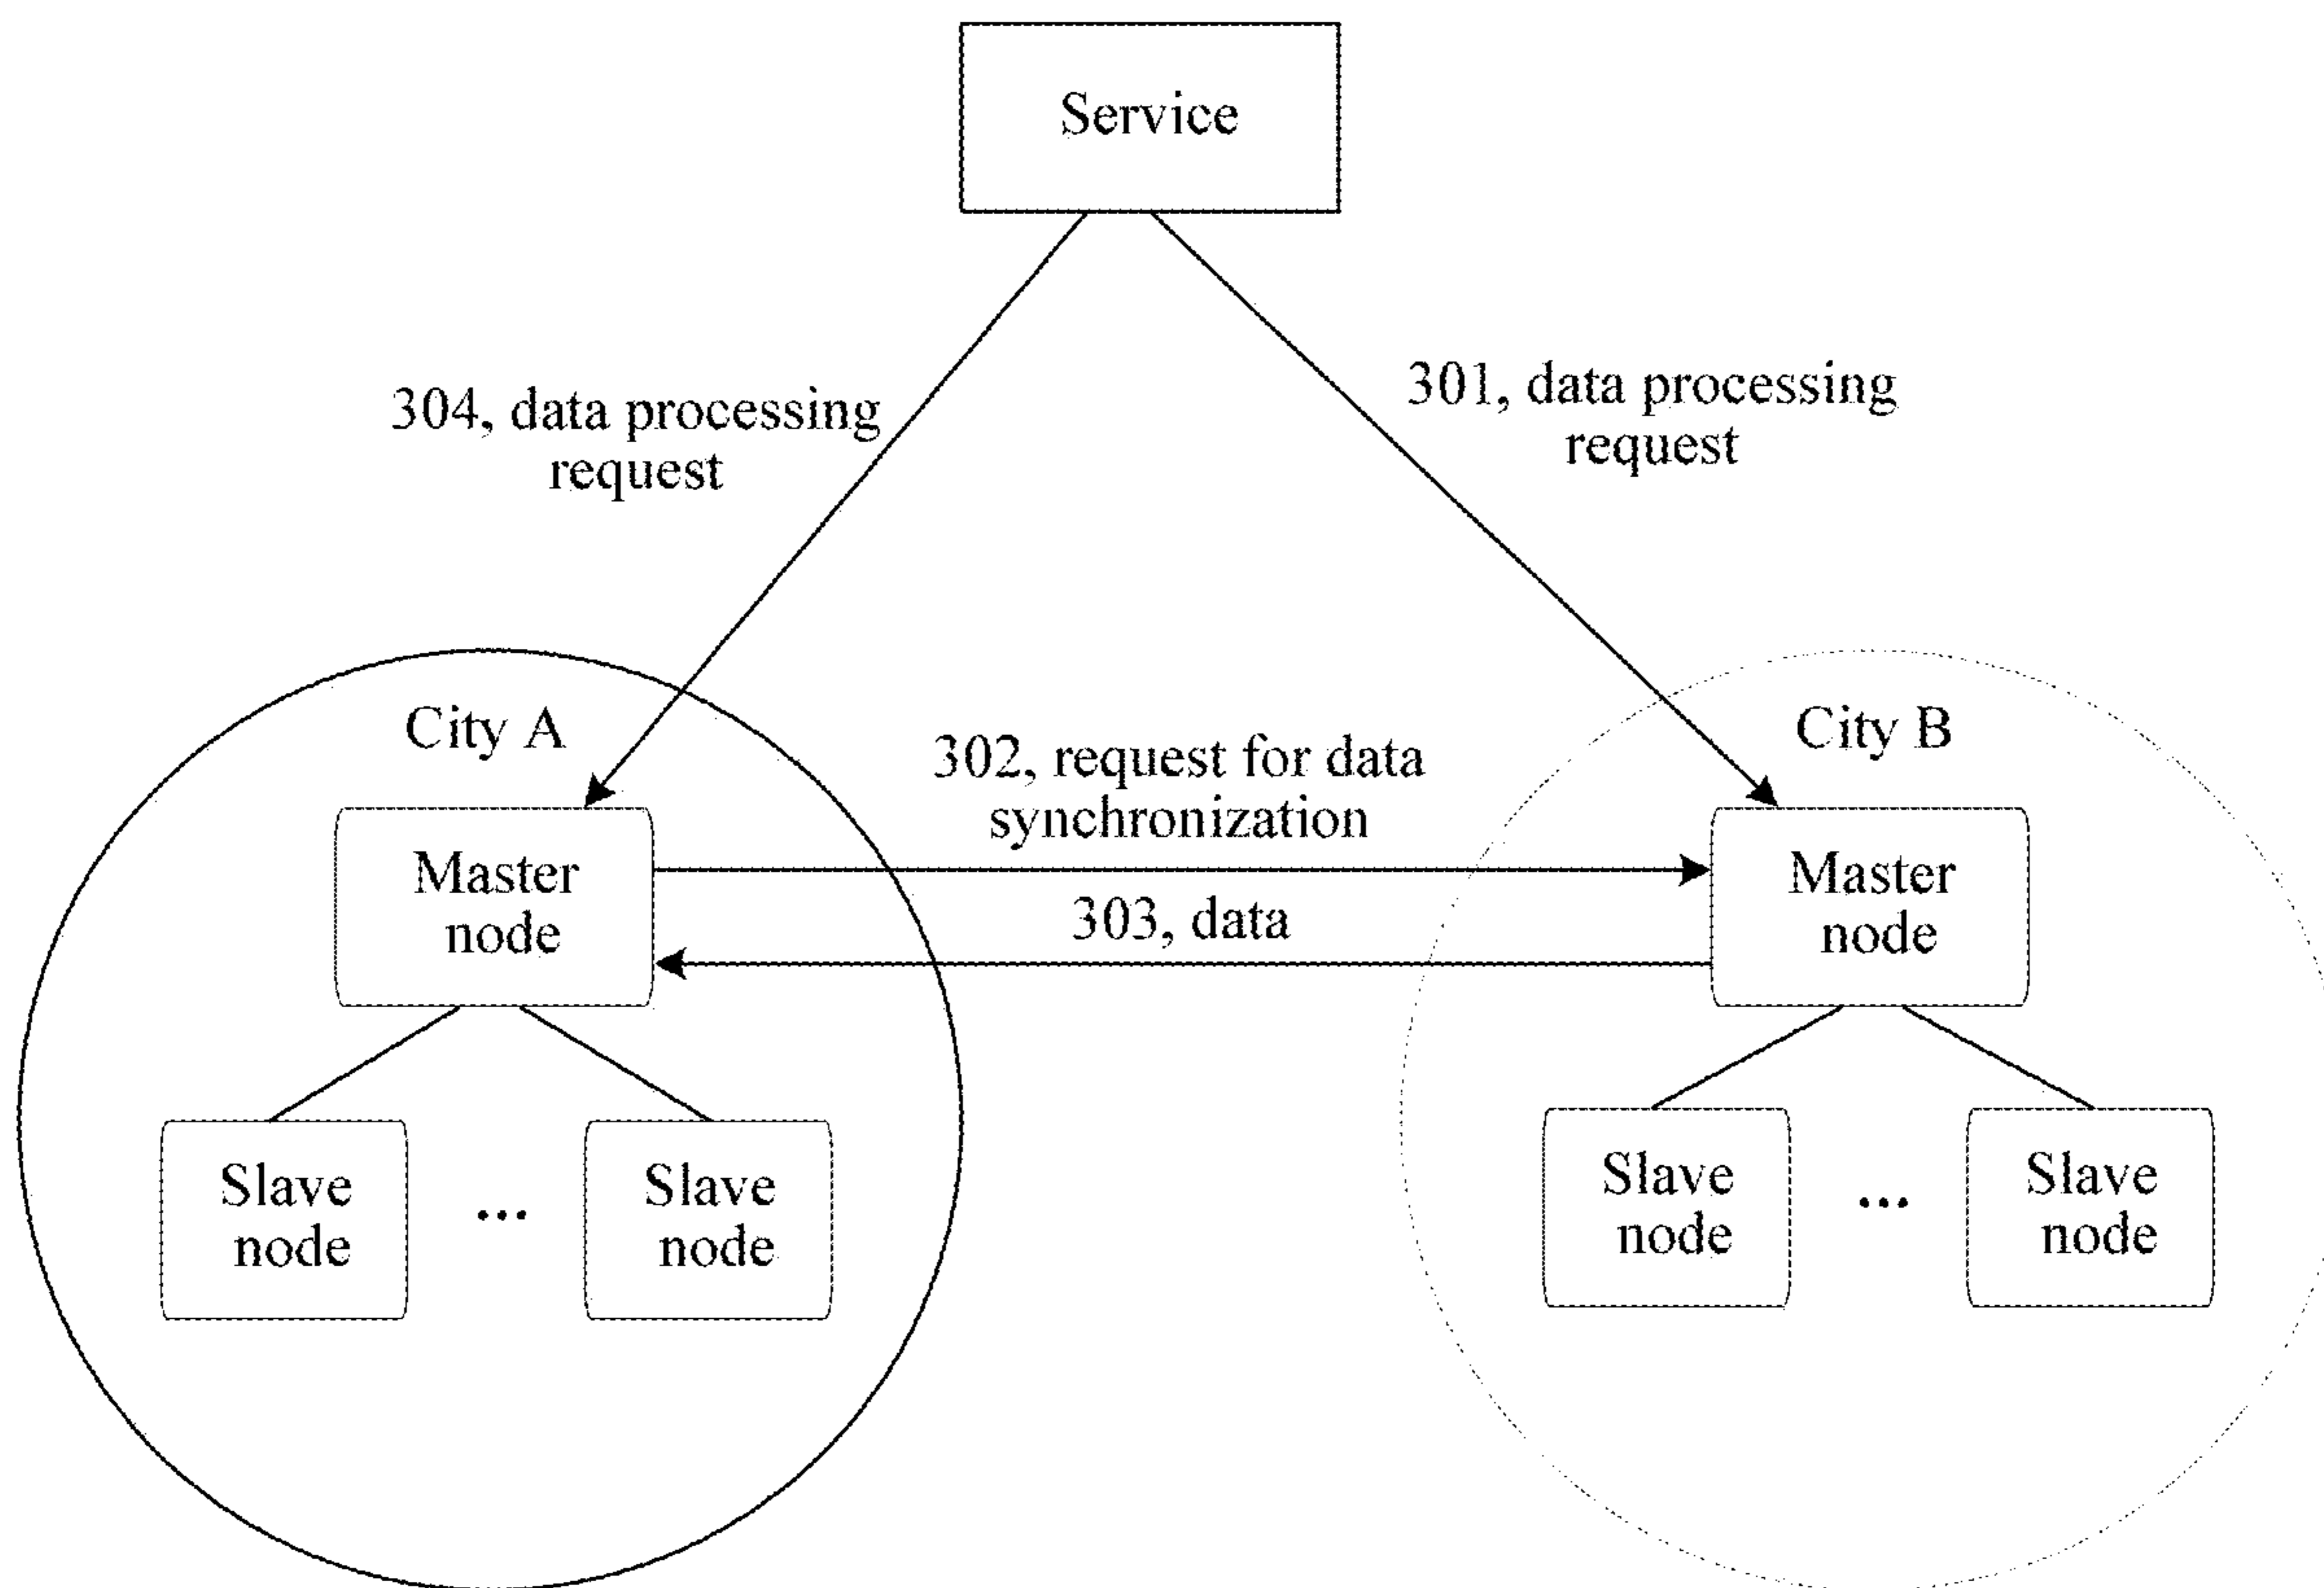 Service
304, data processing
request
301, data processing
request
City A
City B
302, request for data
synchronization
Master
node
303, data
Master
node
Slave
node
...
Slave
node
Slave
node
...
Slave
node